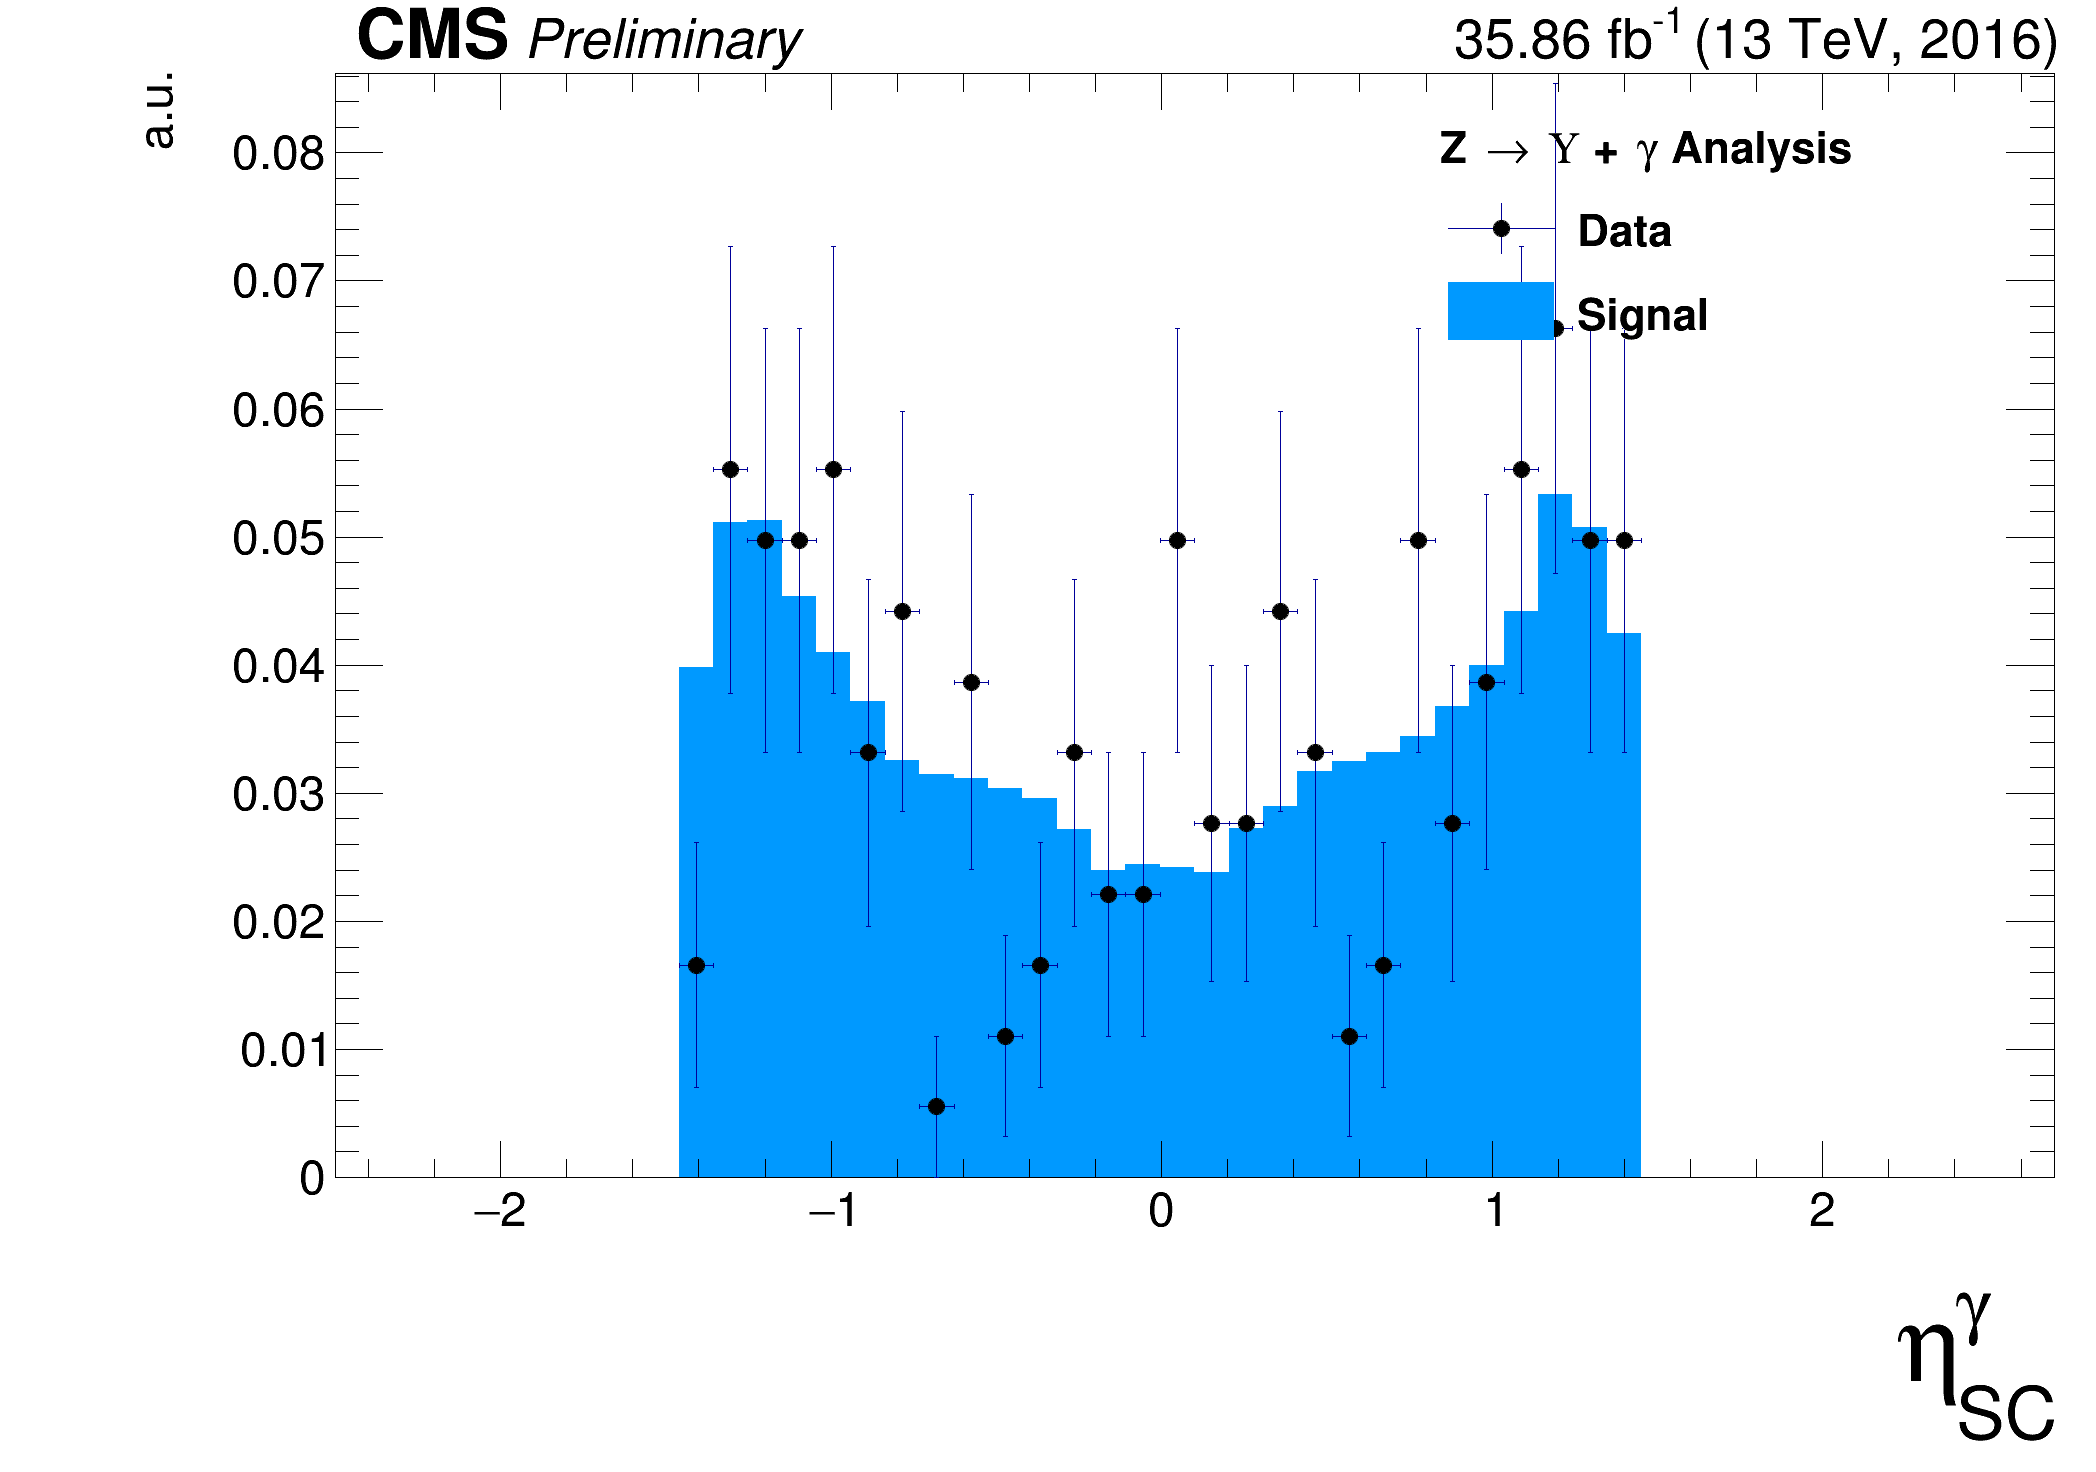 CMS Preliminary
35.86 fb⁻¹ (13 TeV, 2016)
a.u.
Z → Υ + γ Analysis
Data
Signal
0.08
0.07
0.06
0.05
0.04
0.03
0.02
0.01
0
−2 −1 0 1 2
η^γ_SC